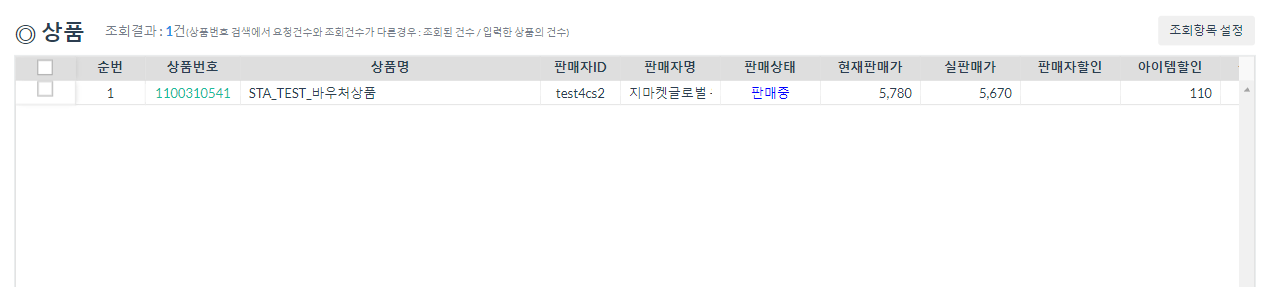 ◎ 상품 조회결과 : 1건(상품번호 검색에서 요청건수와 조회건수가 다른경우 : 조회된 건수 / 입력한 상품의 건수) 조회항목 설정
순번 상품번호 상품명 판매자ID 판매자명 판매상태 현재판매가 실판매가 판매자할인 아이템할인
1 1100310541 STA_TEST_바우처상품 test4cs2 지마켓글로벌 판매중 5,780 5,670 110